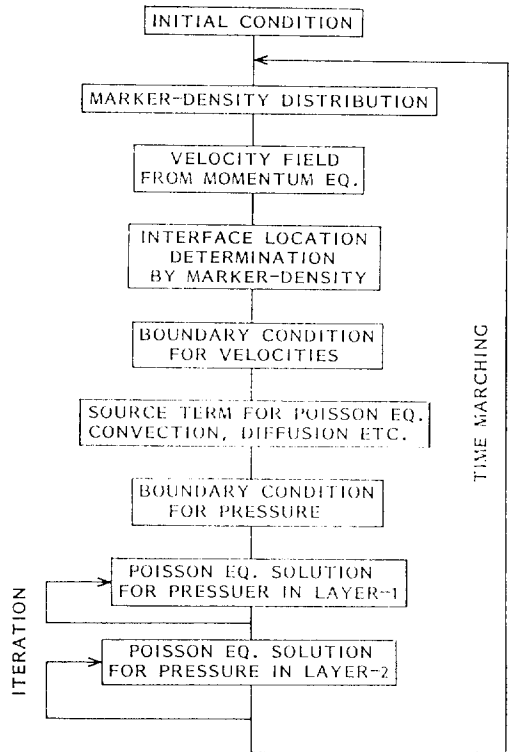 INITIAL CONDITION
MARKER-DENSITY DISTRIBUTION
VELOCITY FIELD
FROM MOMENTUM EQ.
INTERFACE LOCATION
DETERMINATION
BY MARKER-DENSITY
BOUNDARY CONDITION
FOR VELOCITIES
SOURCE TERM FOR POISSON EQ.
CONVECTION, DIFFUSION ETC.
BOUNDARY CONDITION
FOR PRESSURE
POISSON EQ. SOLUTION
FOR PRESSUER IN LAYER-1
POISSON EQ. SOLUTION
FOR PRESSURE IN LAYER-2
ITERATION
TIME MARCHING